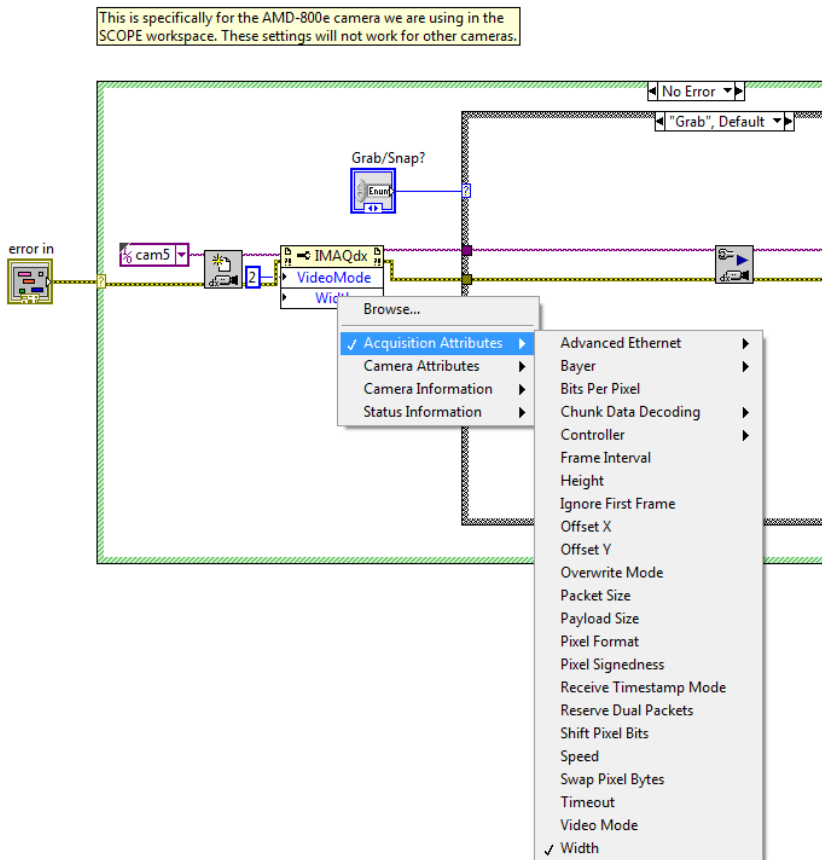 This is specifically for the AMD-800e camera we are using in the
SCOPE workspace. These settings will not work for other cameras.
No Error
"Grab", Default
Grab/Snap?
Enum
?
error in
cam5
IMAQdx
?
2
VideoMode
dx
dx
Width
Browse...
Acquisition Attributes
Camera Attributes
Camera Information
Status Information
Advanced Ethernet
Bayer
Bits Per Pixel
Chunk Data Decoding
Controller
Frame Interval
Height
Ignore First Frame
Offset X
Offset Y
Overwrite Mode
Packet Size
Payload Size
Pixel Format
Pixel Signedness
Receive Timestamp Mode
Reserve Dual Packets
Shift Pixel Bits
Speed
Swap Pixel Bytes
Timeout
Video Mode
Width